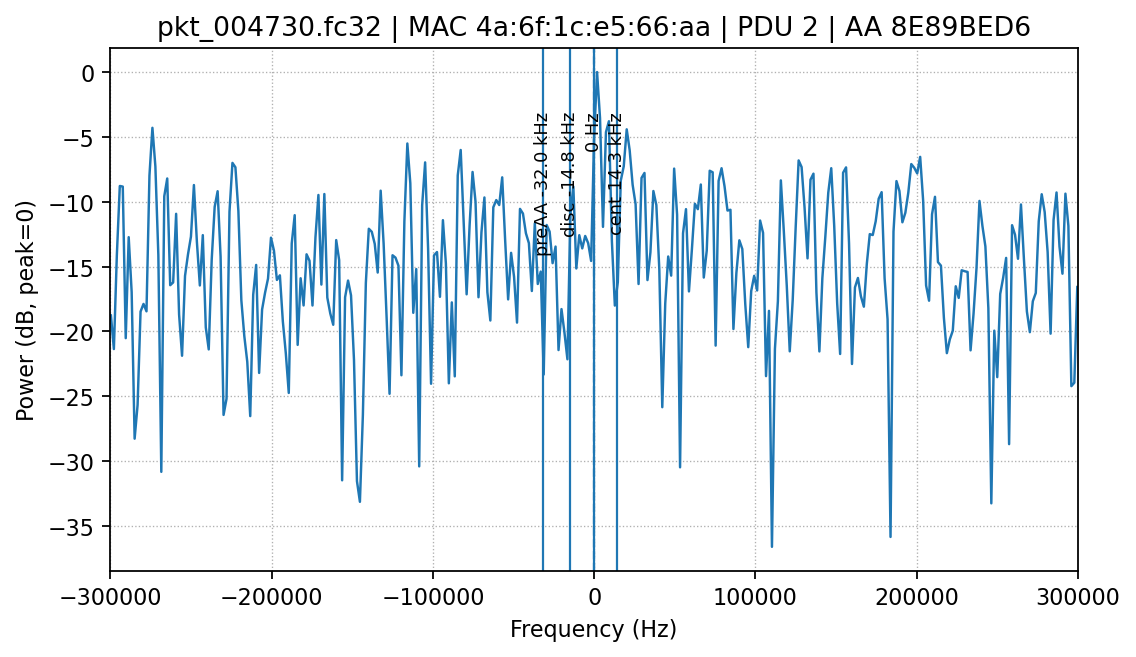 pkt_004730.fc32 | MAC 4a:6f:1c:e5:66:aa | PDU 2 | AA 8E89BED6
Power (dB, peak=0)
0
−5
−10
−15
−20
−25
−30
−35
preAA -32.0 kHz
disc -14.8 kHz
0 Hz
cent 14.3 kHz
−300000
−200000
−100000
0
100000
200000
300000
Frequency (Hz)